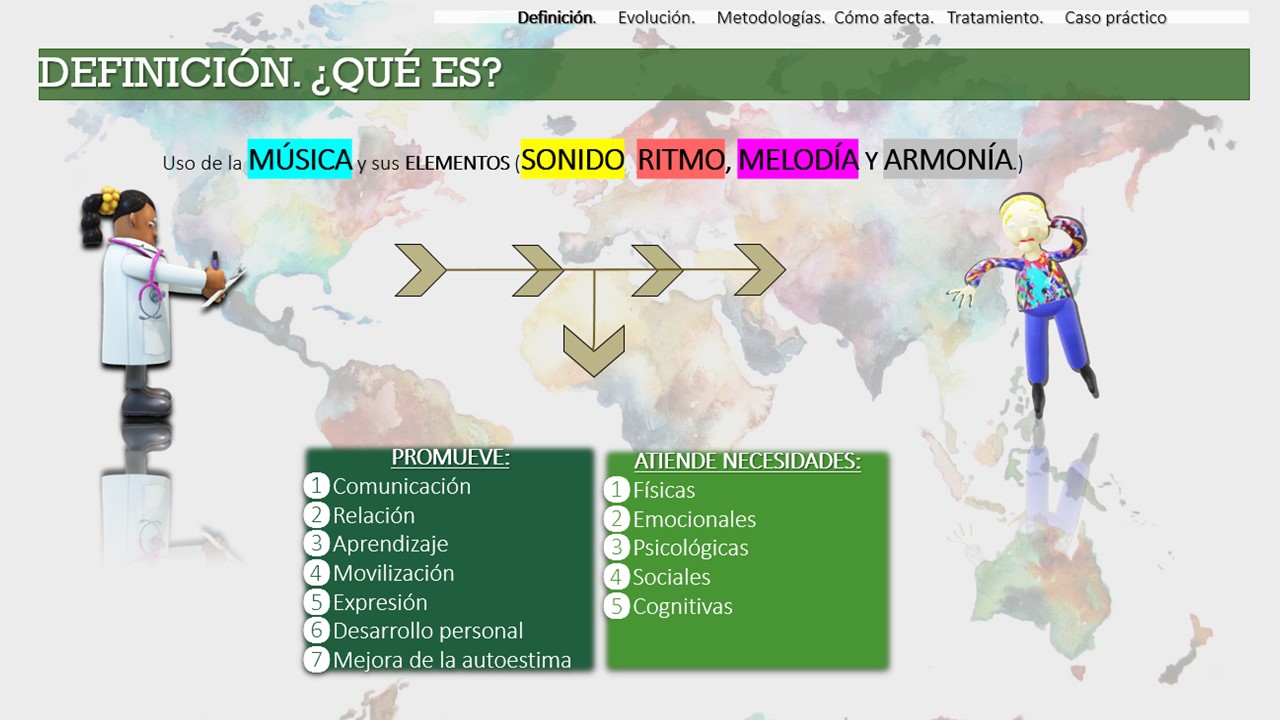 Definición. Evolución. Metodologías. Cómo afecta. Tratamiento. Caso práctico
DEFINICIÓN. ¿QUÉ ES?
Uso de la MÚSICA y sus ELEMENTOS (SONIDO RITMO, MELODÍA Y ARMONÍA.)
PROMUEVE:
1 Comunicación
2 Relación
3 Aprendizaje
4 Movilización
5 Expresión
6 Desarrollo personal
7 Mejora de la autoestima
ATIENDE NECESIDADES:
1 Físicas
2 Emocionales
3 Psicológicas
4 Sociales
5 Cognitivas